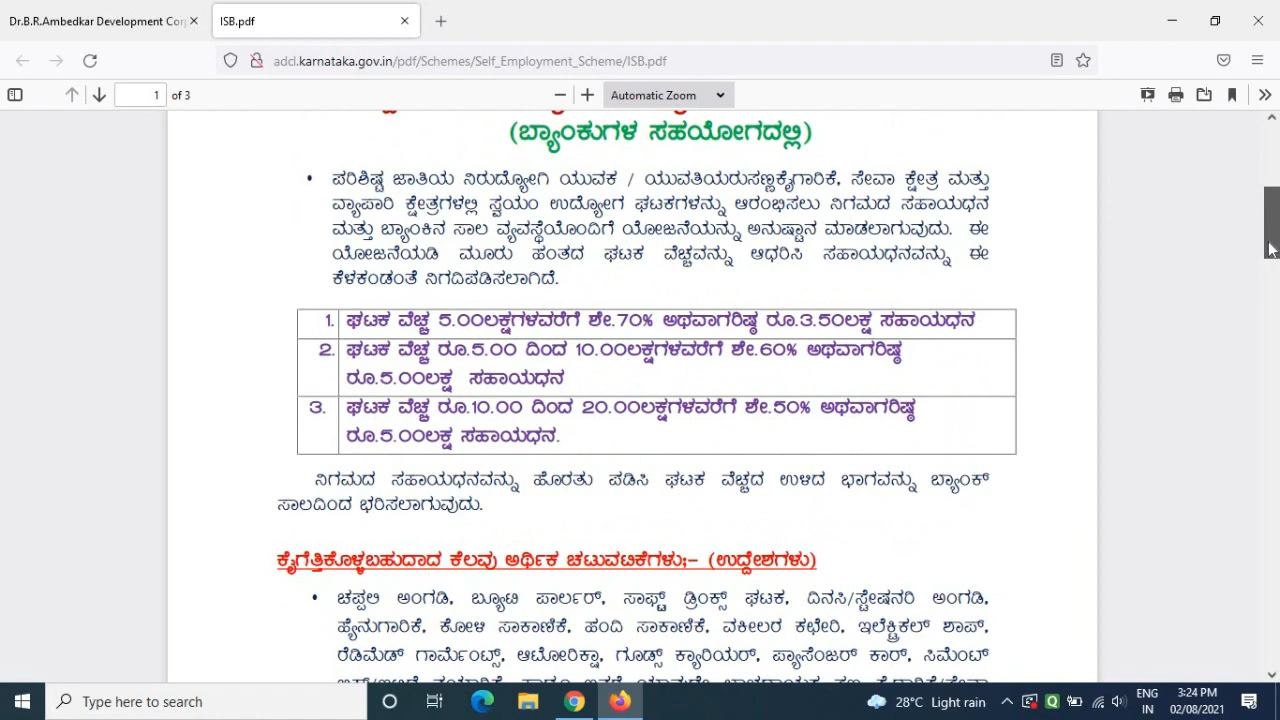 Dr.B.R.Ambedkar Development Cor
ISB.pdf
adcl.karnataka.gov.in/pdf/Schemes/Self_Employment_Scheme/ISB.pdf
1 of 3
Automatic Zoom
(ಬ್ಯಾಂಕುಗಳ ಸಹಯೋಗದಲ್ಲಿ)
• ಪರಿಶಿಷ್ಟ ಜಾತಿಯ ನಿರುದ್ಯೋಗಿ ಯುವಕ / ಯುವತಿಯರುಸಣ್ಣಕೈಗಾರಿಕೆ, ಸೇವಾ ಕ್ಷೇತ್ರ ಮತ್ತು
ವ್ಯಾಪಾರಿ ಕ್ಷೇತ್ರಗಳಲ್ಲಿ ಸ್ವಯಂ ಉದ್ಯೋಗ ಘಟಕಗಳನ್ನು ಆರಂಭಿಸಲು ನಿಗಮದ ಸಹಾಯಧನ
ಮತ್ತು ಬ್ಯಾಂಕಿನ ಸಾಲ ವ್ಯವಸ್ಥೆಯೊಂದಿಗೆ ಯೋಜನೆಯನ್ನು ಅನುಷ್ಟಾನ ಮಾಡಲಾಗುವುದು. ಈ
ಯೋಜನೆಯಡಿ ಮೂರು ಹಂತದ ಘಟಕ ವೆಚ್ಚವನ್ನು ಆಧರಿಸಿ ಸಹಾಯಧನವನ್ನು ಈ
ಕೆಳಕಂಡಂತೆ ನಿಗದಿಪಡಿಸಲಾಗಿದೆ.
1. ಘಟಕ ವೆಚ್ಚ 5.00ಲಕ್ಷಗಳವರೆಗೆ ಶೇ.70% ಅಥವಾಗರಿಷ್ಠ ರೂ.3.50ಲಕ್ಷ ಸಹಾಯಧನ
2. ಘಟಕ ವೆಚ್ಚ ರೂ.5.00 ದಿಂದ 10.00ಲಕ್ಷಗಳವರೆಗೆ ಶೇ.60% ಅಥವಾಗರಿಷ್ಠ
ರೂ.5.00ಲಕ್ಷ ಸಹಾಯಧನ
3. ಘಟಕ ವೆಚ್ಚ ರೂ.10.00 ದಿಂದ 20.00ಲಕ್ಷಗಳವರೆಗೆ ಶೇ.50% ಅಥವಾಗರಿಷ್ಠ
ರೂ.5.00ಲಕ್ಷ ಸಹಾಯಧನ.
ನಿಗಮದ ಸಹಾಯಧನವನ್ನು ಹೊರತು ಪಡಿಸಿ ಘಟಕ ವೆಚ್ಚದ ಉಳಿದ ಭಾಗವನ್ನು ಬ್ಯಾಂಕ್
ಸಾಲದಿಂದ ಭರಿಸಲಾಗುವುದು.
ಕೈಗೆತ್ತಿಕೊಳ್ಳಬಹುದಾದ ಕೆಲವು ಅರ್ಥಿಕ ಚಟುವಟಿಕೆಗಳು;- (ಉದ್ದೇಶಗಳು)
• ಚಪ್ಪಲಿ ಅಂಗಡಿ, ಬ್ಯೂಟಿ ಪಾರ್ಲರ್, ಸಾಫ್ಟ್ ಡ್ರಿಂಕ್ಸ್ ಘಟಕ, ದಿನಸಿ/ಸ್ಟೇಷನರಿ ಅಂಗಡಿ,
ಹೈನುಗಾರಿಕೆ, ಕೋಳಿ ಸಾಕಾಣಿಕೆ, ಹಂದಿ ಸಾಕಾಣಿಕೆ, ವಕೀಲರ ಕಛೇರಿ, ಇಲೆಕ್ಟ್ರಿಕಲ್ ಶಾಪ್,
ರೆಡಿಮೆಡ್ ಗಾರ್ಮೆಂಟ್ಸ್, ಆಟೋರಿಕ್ಷಾ, ಗೂಡ್ಸ್ ಕ್ಯಾರಿಯರ್, ಪ್ಯಾಸೆಂಜರ್ ಕಾರ್, ಸಿಮೆಂಟ್
Type here to search
28°C Light rain
ENG
IN
3:24 PM
02/08/2021